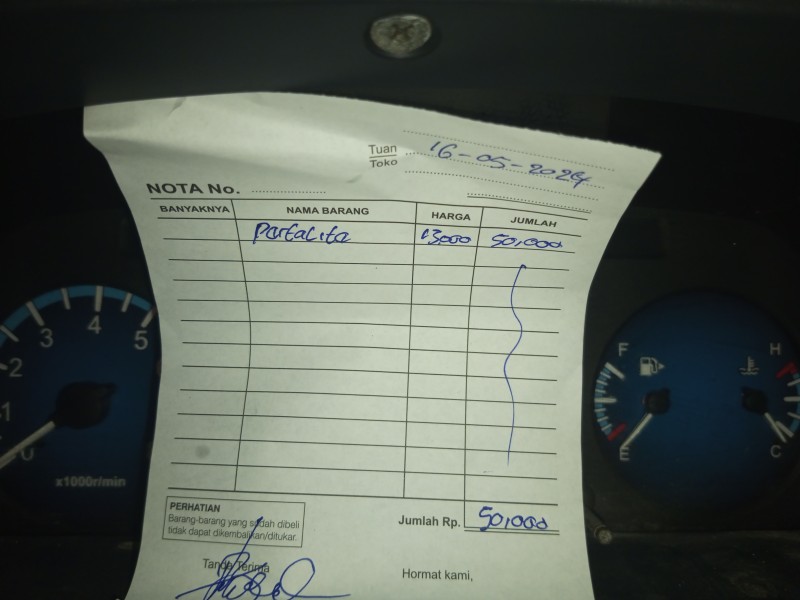 Tuan
Toko
16-05-2024
NOTA No.
BANYAKNYA NAMA BARANG HARGA JUMLAH
Pertalite 13000 50,000
2 3 4 5
1
0
x1000r/min
F H
E C
PERHATIAN
Barang-barang yang sudah dibeli
tidak dapat dikembalikan/ditukar.
Jumlah Rp. 50,000
Tanda Terima
Hormat kami,